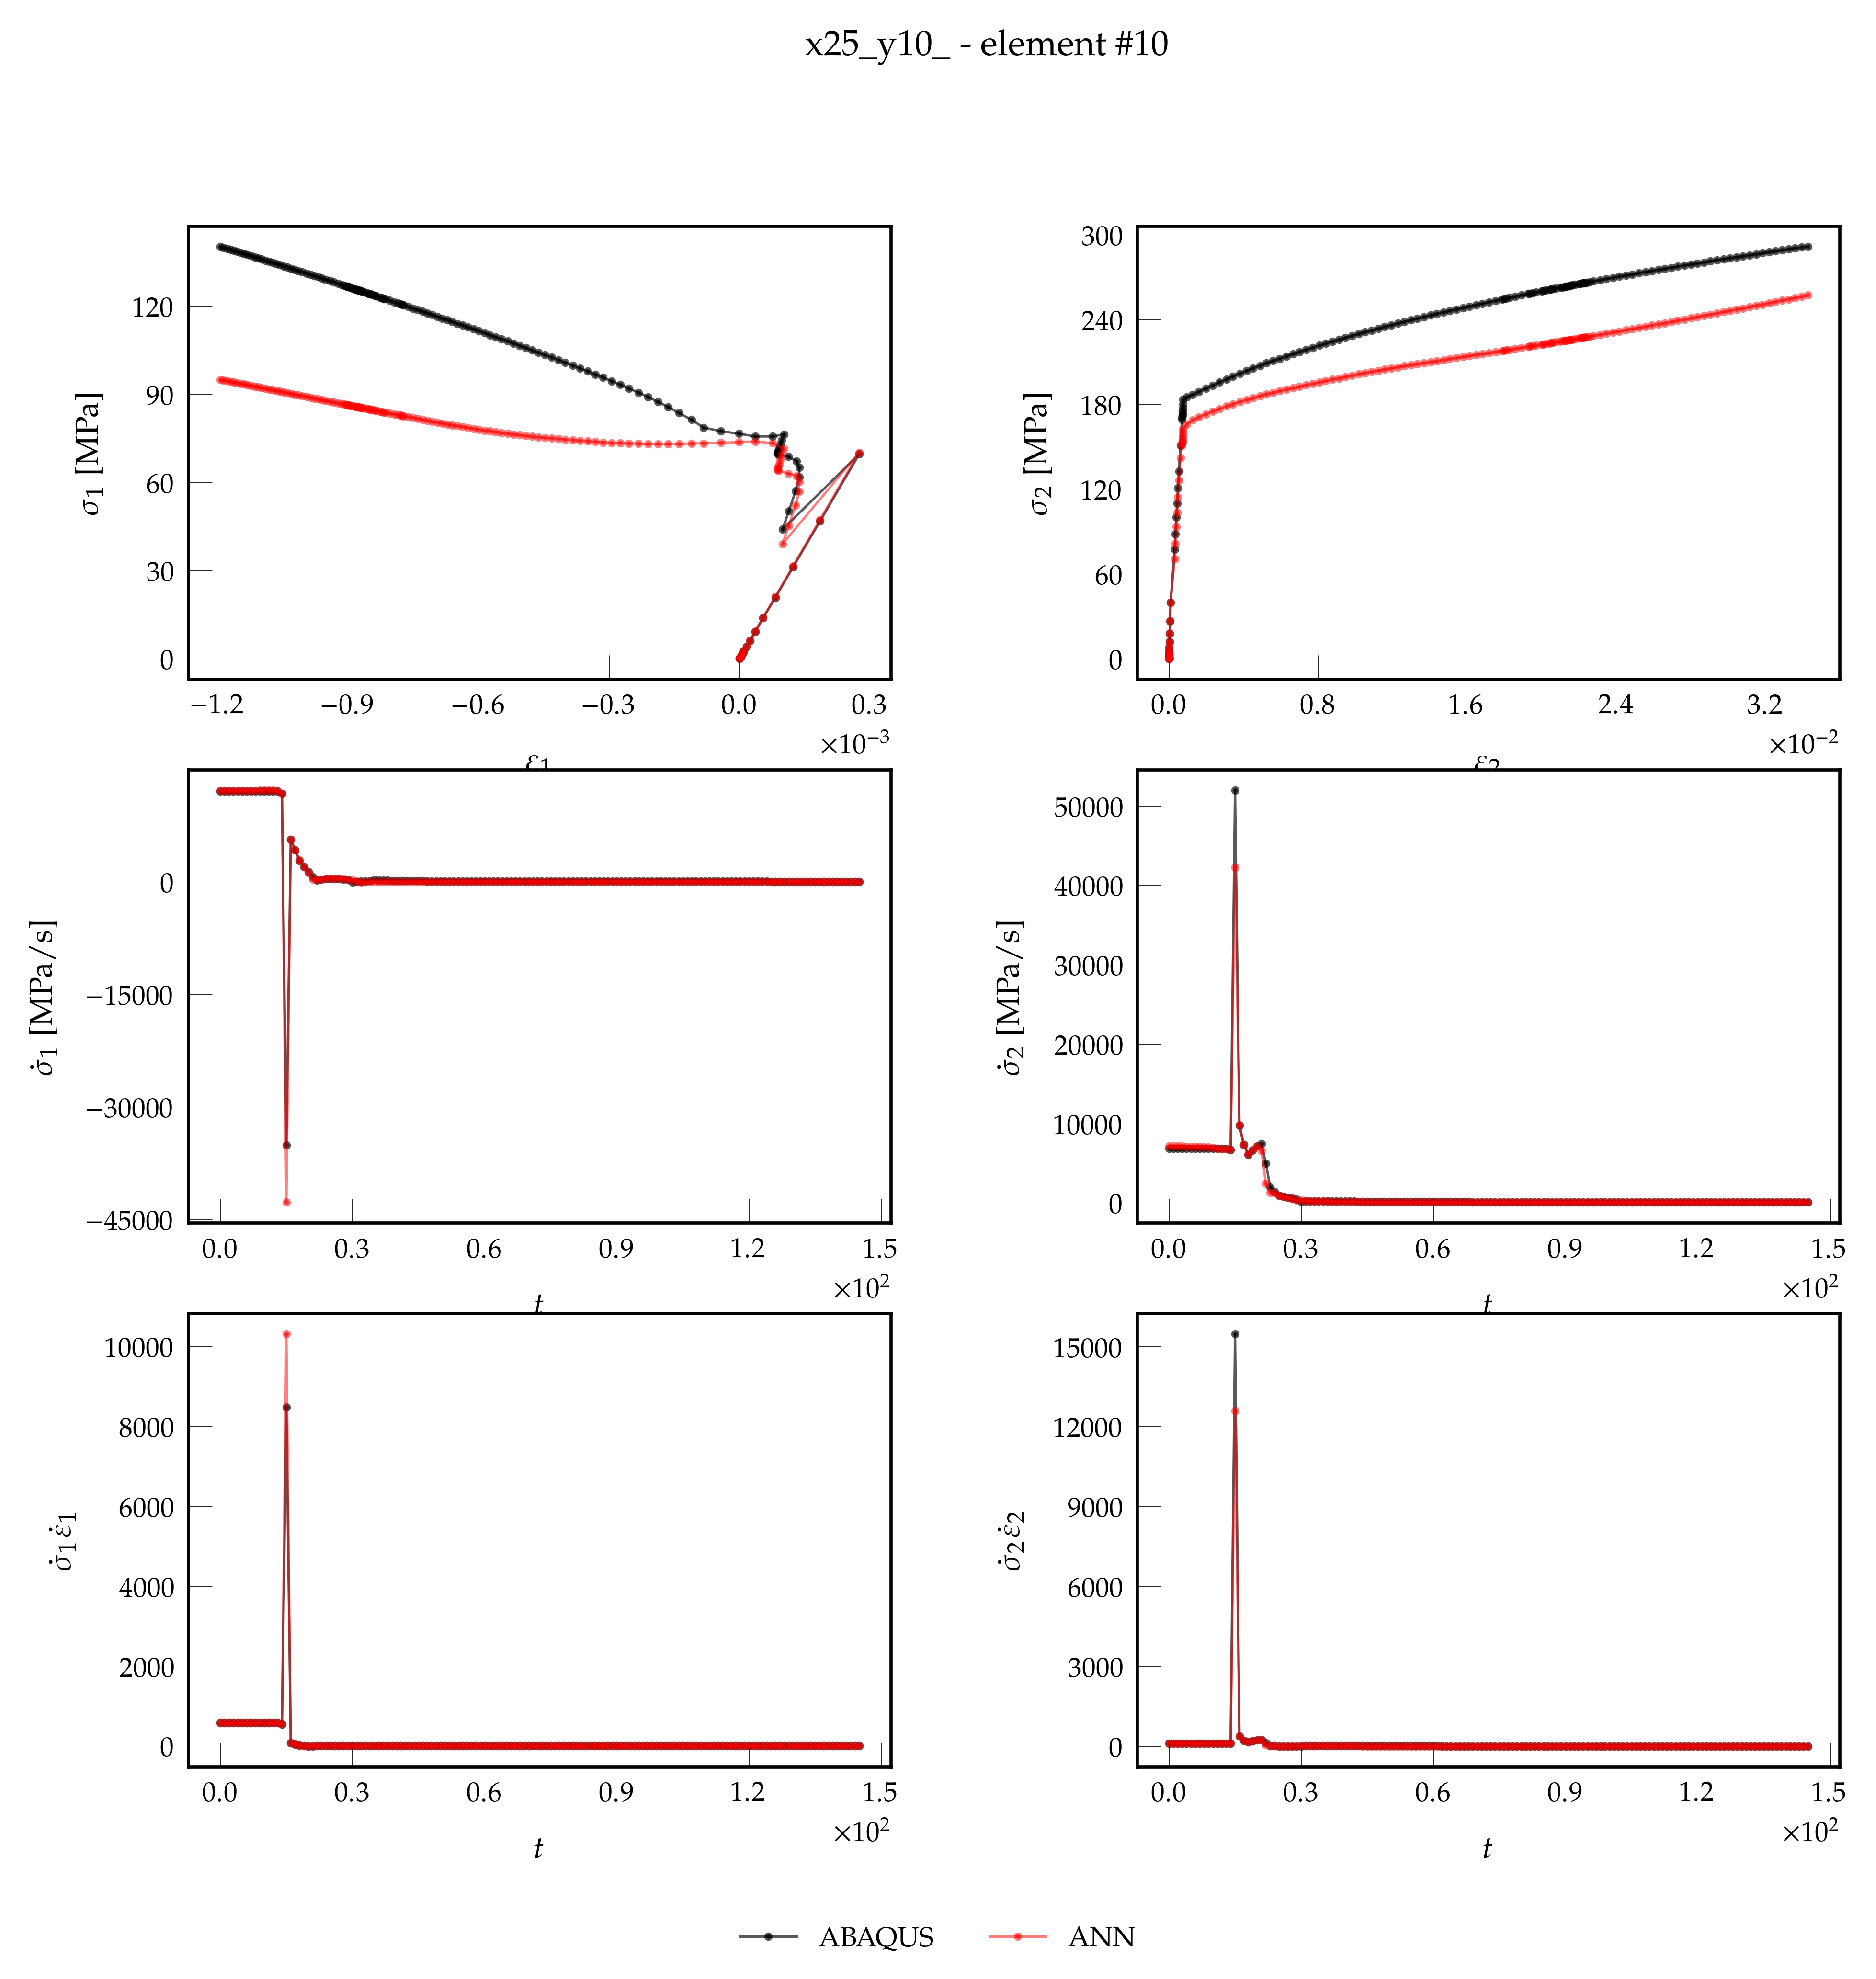 x25_y10_ - element #10
σ₁ [MPa]
120
90
60
30
0
−1.2 −0.9 −0.6 −0.3 0.0 0.3
×10⁻³
ε₁
σ₂ [MPa]
300
240
180
120
60
0
0.0 0.8 1.6 2.4 3.2
×10⁻²
ε₂
σ̇₁ [MPa/s]
0
−15000
−30000
−45000
0.0 0.3 0.6 0.9 1.2 1.5
×10²
t
σ̇₂ [MPa/s]
50000
40000
30000
20000
10000
0
0.0 0.3 0.6 0.9 1.2 1.5
×10²
t
σ̇₁ε̇₁
10000
8000
6000
4000
2000
0
0.0 0.3 0.6 0.9 1.2 1.5
×10²
t
σ̇₂ε̇₂
15000
12000
9000
6000
3000
0
0.0 0.3 0.6 0.9 1.2 1.5
×10²
t
ABAQUS ANN